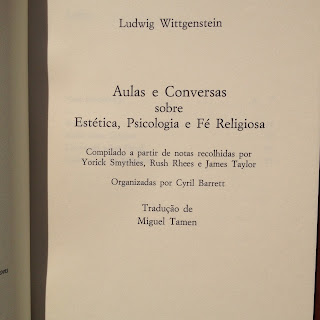 Ludwig Wittgenstein
Aulas e Conversas
sobre
Estética, Psicologia e Fé Religiosa
Compilado a partir de notas recolhidas por
Yorick Smythies, Rush Rhees e James Taylor
Organizadas por Cyril Barrett
Tradução de
Miguel Tamen